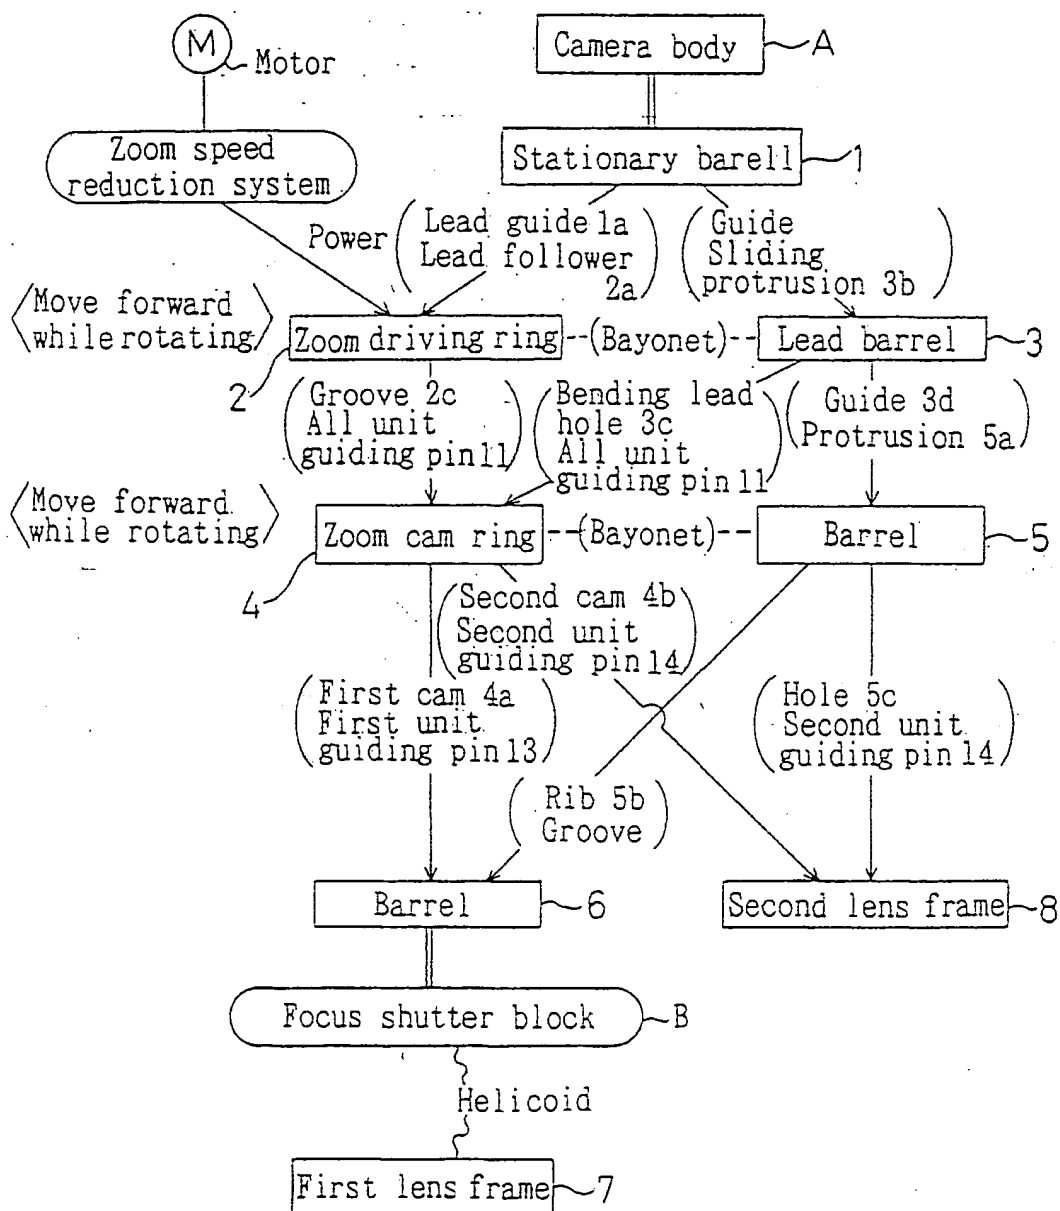 M
Motor
Camera body
A
Zoom speed
reduction system
Stationary barell
1
Power
Lead guide 1a
Lead follower
2a
Guide
Sliding
protrusion 3b
Move forward
while rotating
Zoom driving ring
(Bayonet)
Lead barrel
3
2
Groove 2c
All unit
guiding pin 11
Bending lead
hole 3c
All unit
guiding pin 11
Guide 3d
Protrusion 5a
Move forward
while rotating
Zoom cam ring
(Bayonet)
Barrel
5
4
Second cam 4b
Second unit
guiding pin 14
First cam 4a
First unit
guiding pin 13
Hole 5c
Second unit
guiding pin 14
Rib 5b
Groove
Barrel
6
Second lens frame
8
Focus shutter block
B
Helicoid
First lens frame
7